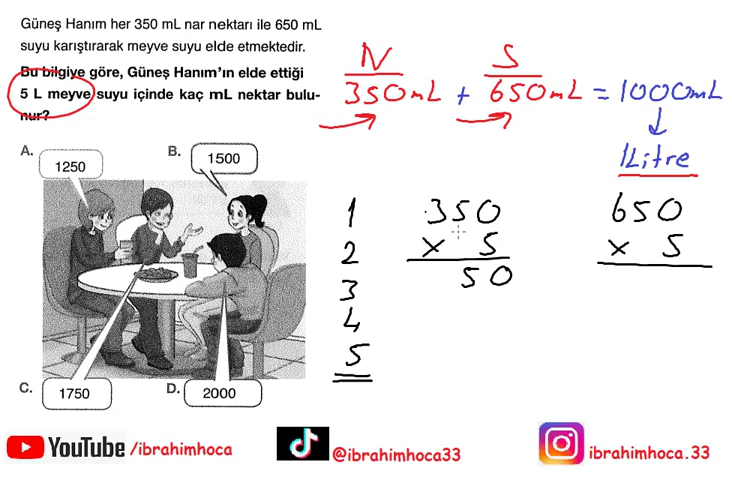 Güneş Hanım her 350 mL nar nektarı ile 650 mL
suyu karıştırarak meyve suyu elde etmektedir.
Bu bilgiye göre, Güneş Hanım'ın elde ettiği
5 L meyve suyu içinde kaç mL nektar bulu-
nur?
A.
1250
B.
1500
C.
1750
D.
2000
N
S
350mL + 650mL = 1000mL
1Litre
1
2
3
4
5
350
x 5
50
650
x 5
YouTube /ibrahimhoca
@ibrahimhoca33
ibrahimhoca.33